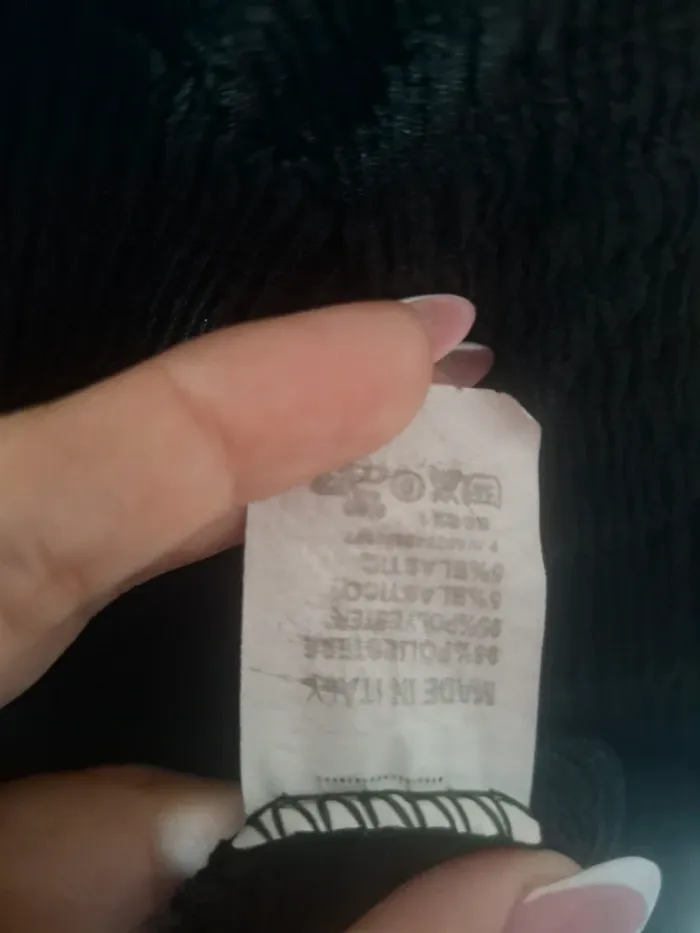 MADE IN ITALY
95%POLIESTERE
95%POLYESTER
5%ELASTICO
5%ELASTIC